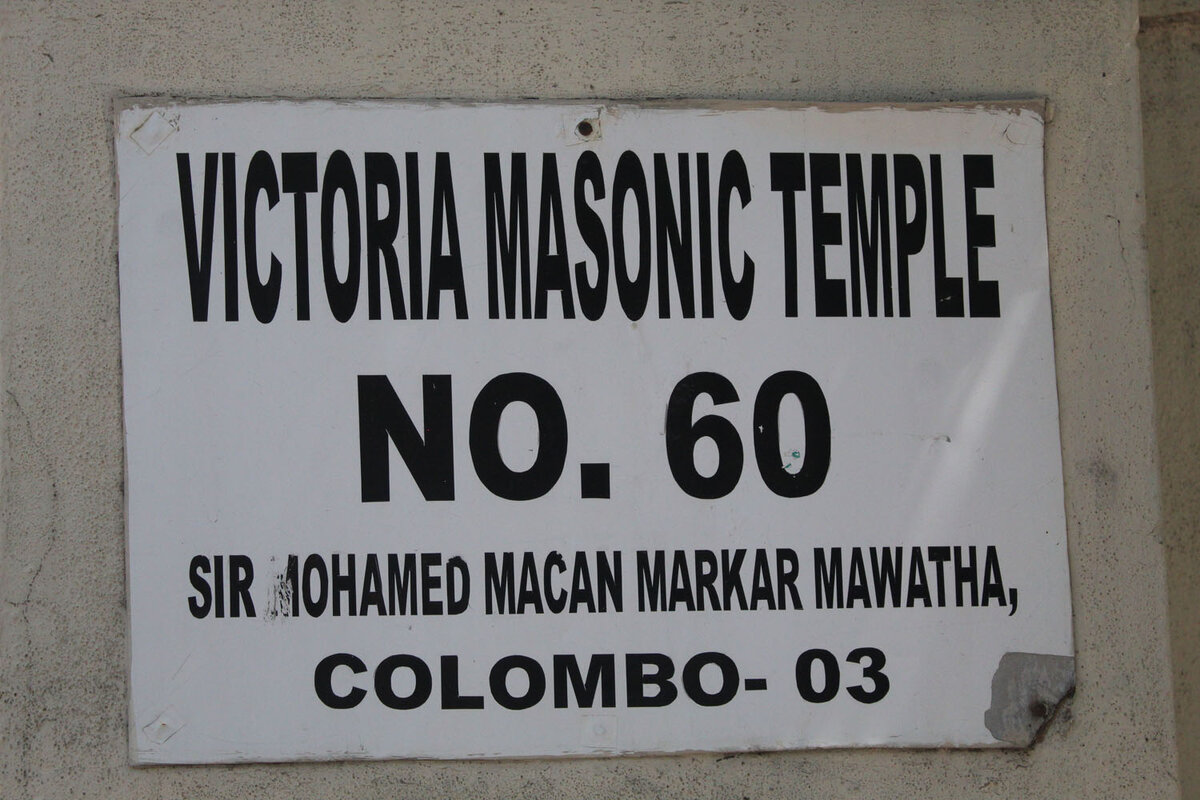 VICTORIA MASONIC TEMPLE
NO. 60
SIR MOHAMED MACAN MARKAR MAWATHA,
COLOMBO- 03